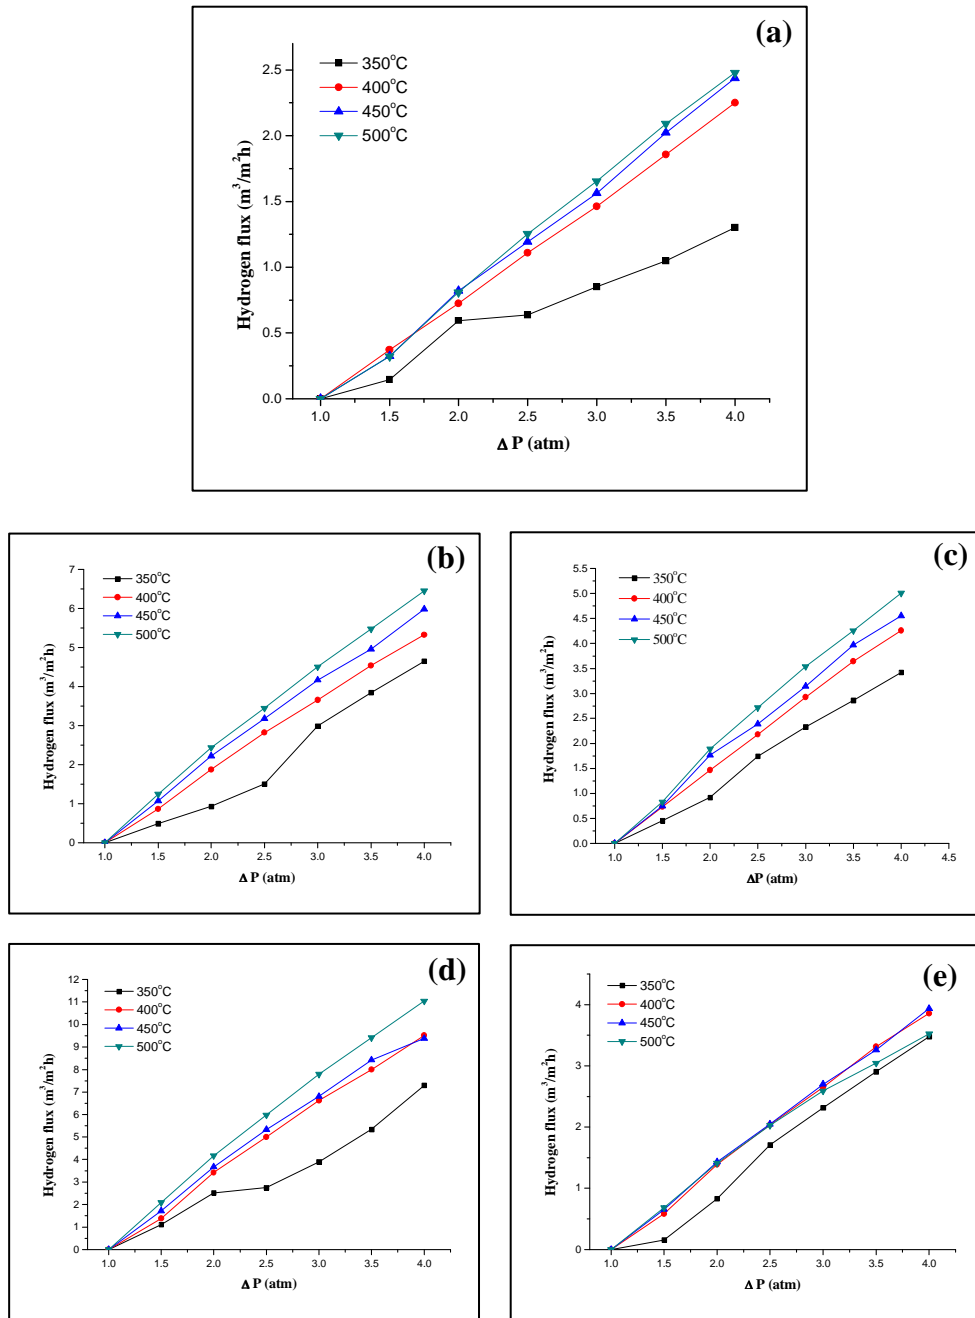 (a)
350°C
400°C
450°C
500°C
Hydrogen flux (m³/m²h)
2.5
2.0
1.5
1.0
0.5
0.0
1.0 1.5 2.0 2.5 3.0 3.5 4.0
Δ P (atm)
(b)
350°C
400°C
450°C
500°C
Hydrogen flux (m³/m²h)
7
6
5
4
3
2
1
0
1.0 1.5 2.0 2.5 3.0 3.5 4.0
Δ P (atm)
(c)
350°C
400°C
450°C
500°C
Hydrogen flux (m³/m²h)
5.5
5.0
4.5
4.0
3.5
3.0
2.5
2.0
1.5
1.0
0.5
0.0
1.0 1.5 2.0 2.5 3.0 3.5 4.0 4.5
ΔP (atm)
(d)
350°C
400°C
450°C
500°C
Hydrogen flux (m³/m²h)
12
11
10
9
8
7
6
5
4
3
2
1
0
1.0 1.5 2.0 2.5 3.0 3.5 4.0
Δ P (atm)
(e)
350°C
400°C
450°C
500°C
Hydrogen flux (m³/m²h)
4
3
2
1
0
1.0 1.5 2.0 2.5 3.0 3.5 4.0
Δ P (atm)